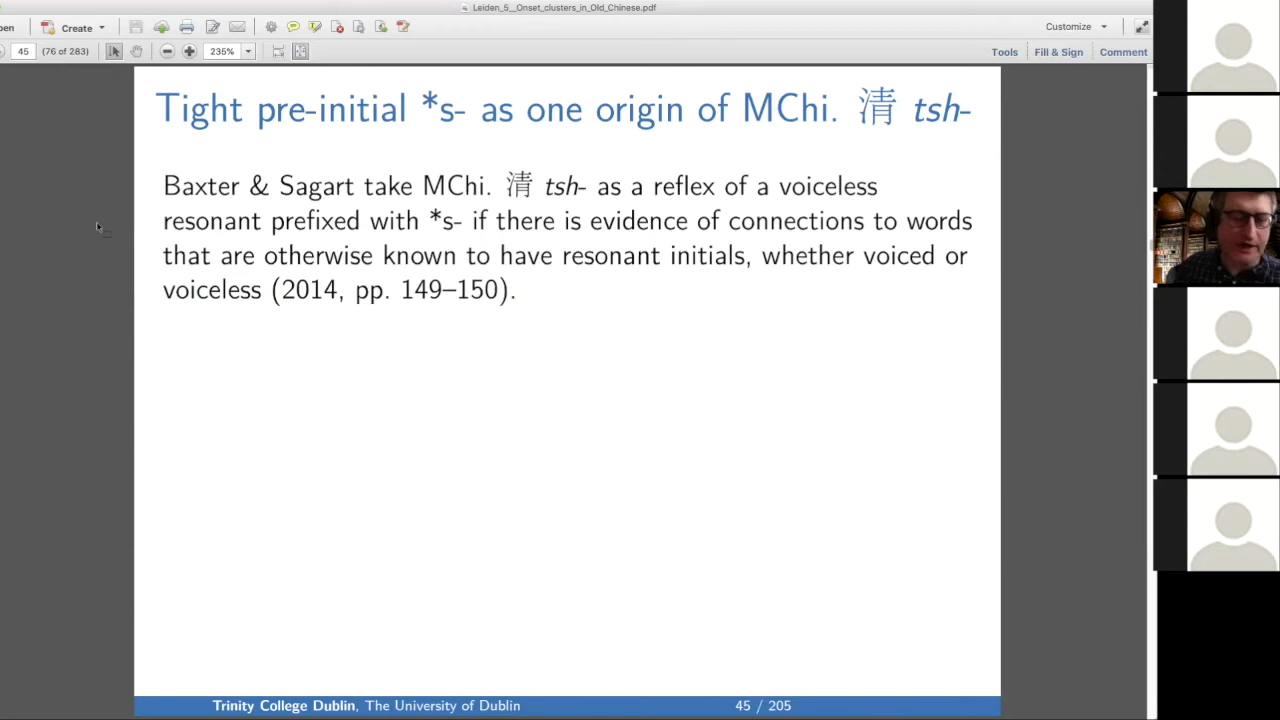 Leiden_5__Onset_clusters_in_Old_Chinese.pdf
pen Create Customize
45 (76 of 283) 235% Tools Fill & Sign Comment
Tight pre-initial *s- as one origin of MChi. 清 tsh-
Baxter & Sagart take MChi. 清 tsh- as a reflex of a voiceless
resonant prefixed with *s- if there is evidence of connections to words
that are otherwise known to have resonant initials, whether voiced or
voiceless (2014, pp. 149–150).
Trinity College Dublin, The University of Dublin 45 / 205